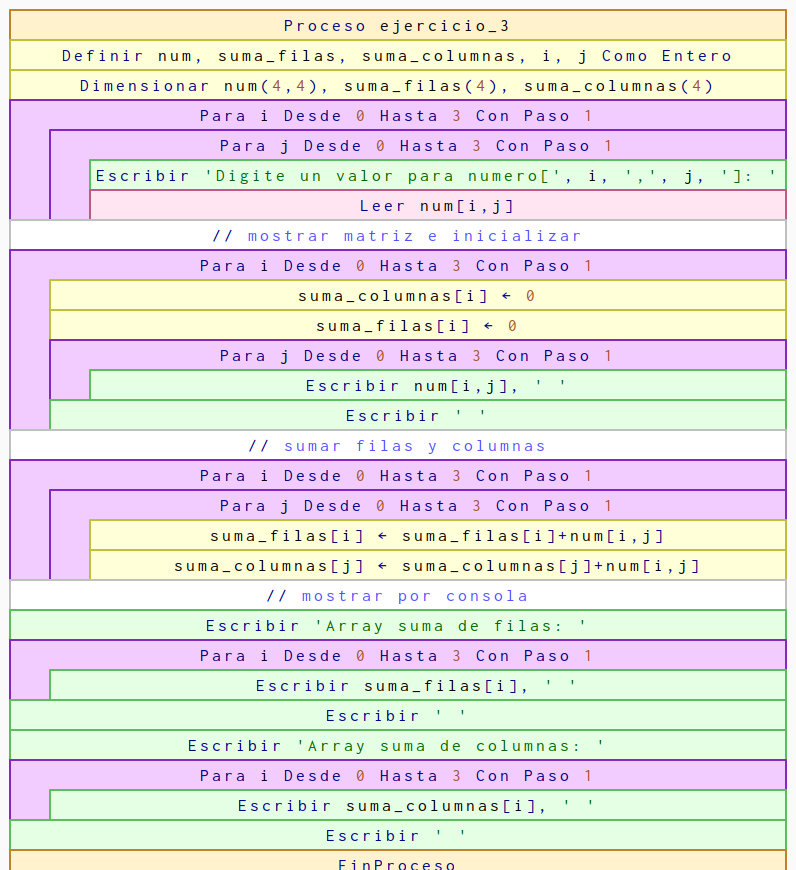 Proceso ejercicio_3
Definir num, suma_filas, suma_columnas, i, j Como Entero
Dimensionar num(4,4), suma_filas(4), suma_columnas(4)
Para i Desde 0 Hasta 3 Con Paso 1
Para j Desde 0 Hasta 3 Con Paso 1
Escribir 'Digite un valor para numero[', i, ',', j, ']: '
Leer num[i,j]
// mostrar matriz e inicializar
Para i Desde 0 Hasta 3 Con Paso 1
suma_columnas[i] ← 0
suma_filas[i] ← 0
Para j Desde 0 Hasta 3 Con Paso 1
Escribir num[i,j], ' '
Escribir ' '
// sumar filas y columnas
Para i Desde 0 Hasta 3 Con Paso 1
Para j Desde 0 Hasta 3 Con Paso 1
suma_filas[i] ← suma_filas[i]+num[i,j]
suma_columnas[j] ← suma_columnas[j]+num[i,j]
// mostrar por consola
Escribir 'Array suma de filas: '
Para i Desde 0 Hasta 3 Con Paso 1
Escribir suma_filas[i], ' '
Escribir ' '
Escribir 'Array suma de columnas: '
Para i Desde 0 Hasta 3 Con Paso 1
Escribir suma_columnas[i], ' '
Escribir ' '
FinProceso